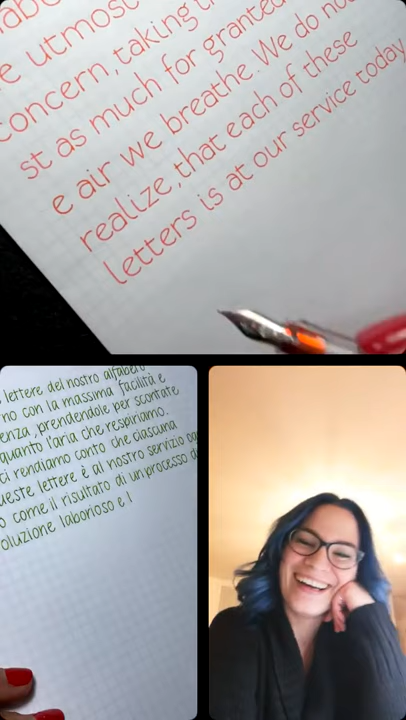 e utmost
concern, taking
st as much for granted
e air we breathe. We do no
realize, that each of these
letters is at our service today
lettere del nostro alfabeto
no con la massima facilità e
enza, prendendole per scontate
quanto l'aria che respiriamo.
ci rendiamo conto che ciascuna
ueste lettere è al nostro servizio og
o come il risultato di un processo di
oluzione laborioso e l